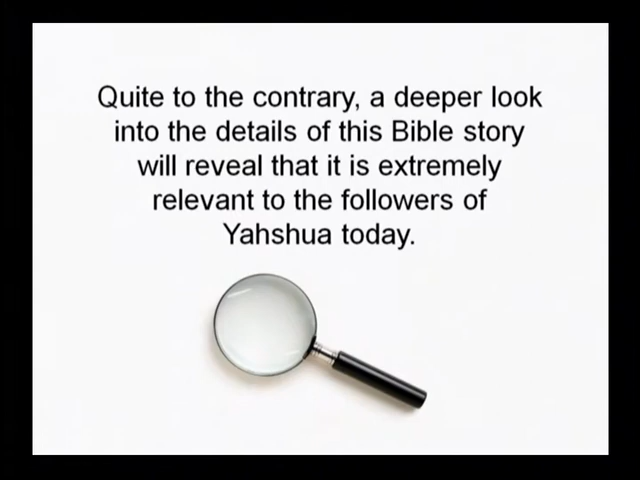 Quite to the contrary, a deeper look
into the details of this Bible story
will reveal that it is extremely
relevant to the followers of
Yahshua today.